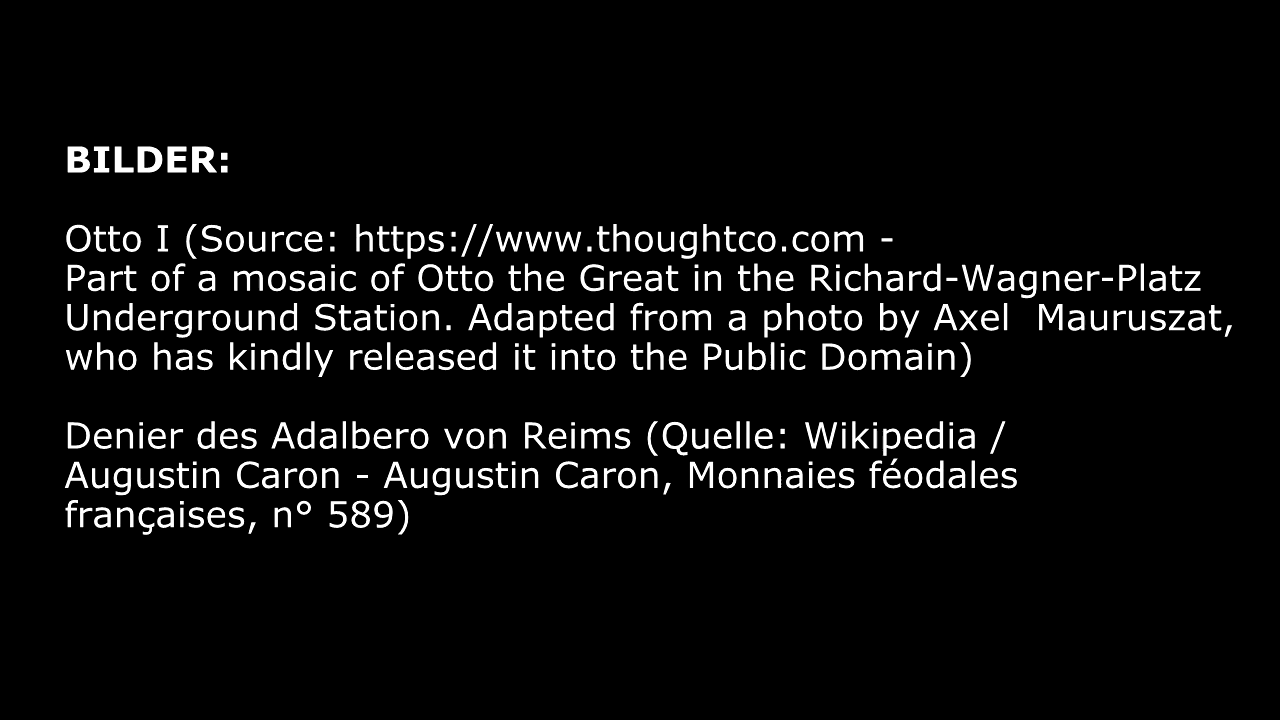 BILDER:
Otto I (Source: https://www.thoughtco.com -
Part of a mosaic of Otto the Great in the Richard-Wagner-Platz
Underground Station. Adapted from a photo by Axel  Mauruszat,
who has kindly released it into the Public Domain)
Denier des Adalbero von Reims (Quelle: Wikipedia /
Augustin Caron - Augustin Caron, Monnaies féodales
françaises, n° 589)